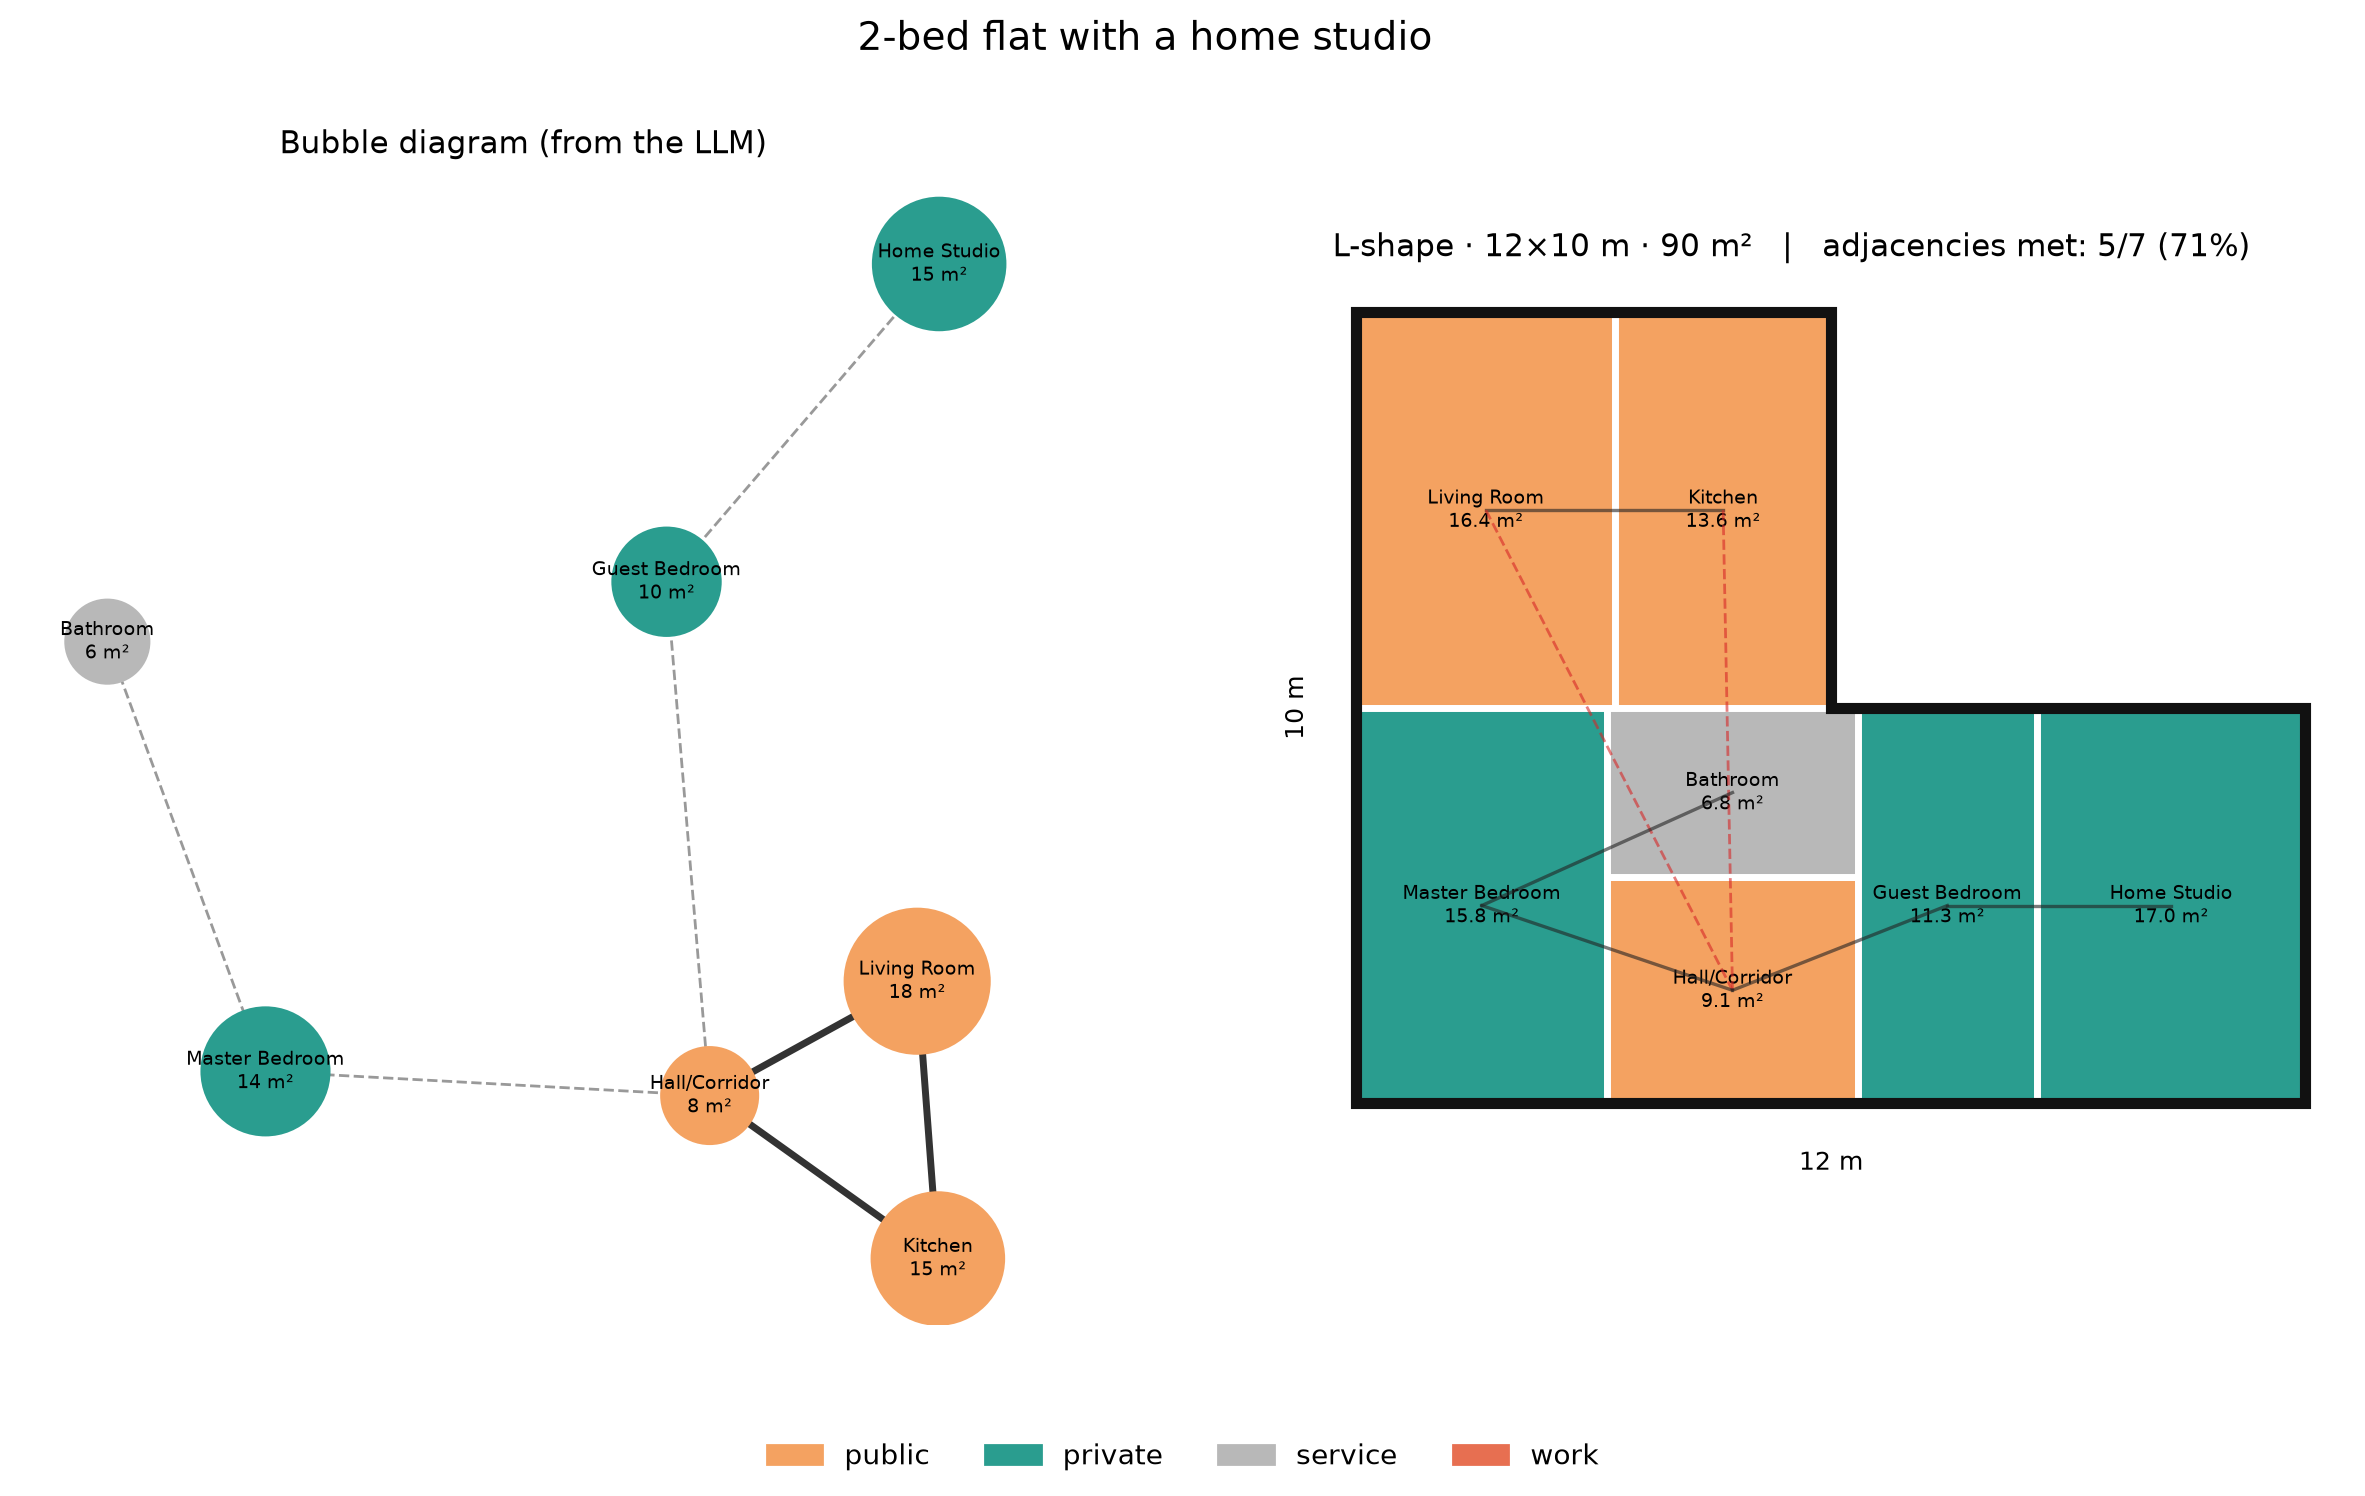 2-bed flat with a home studio
Bubble diagram (from the LLM)
Home Studio
15 m²
Guest Bedroom
10 m²
Bathroom
6 m²
Living Room
18 m²
Master Bedroom
14 m²
Hall/Corridor
8 m²
Kitchen
15 m²
L-shape · 12×10 m · 90 m² | adjacencies met: 5/7 (71%)
Living Room
16.4 m²
Kitchen
13.6 m²
10 m
Bathroom
6.8 m²
Master Bedroom
15.8 m²
Guest Bedroom
11.3 m²
Home Studio
17.0 m²
Hall/Corridor
9.1 m²
12 m
public
private
service
work